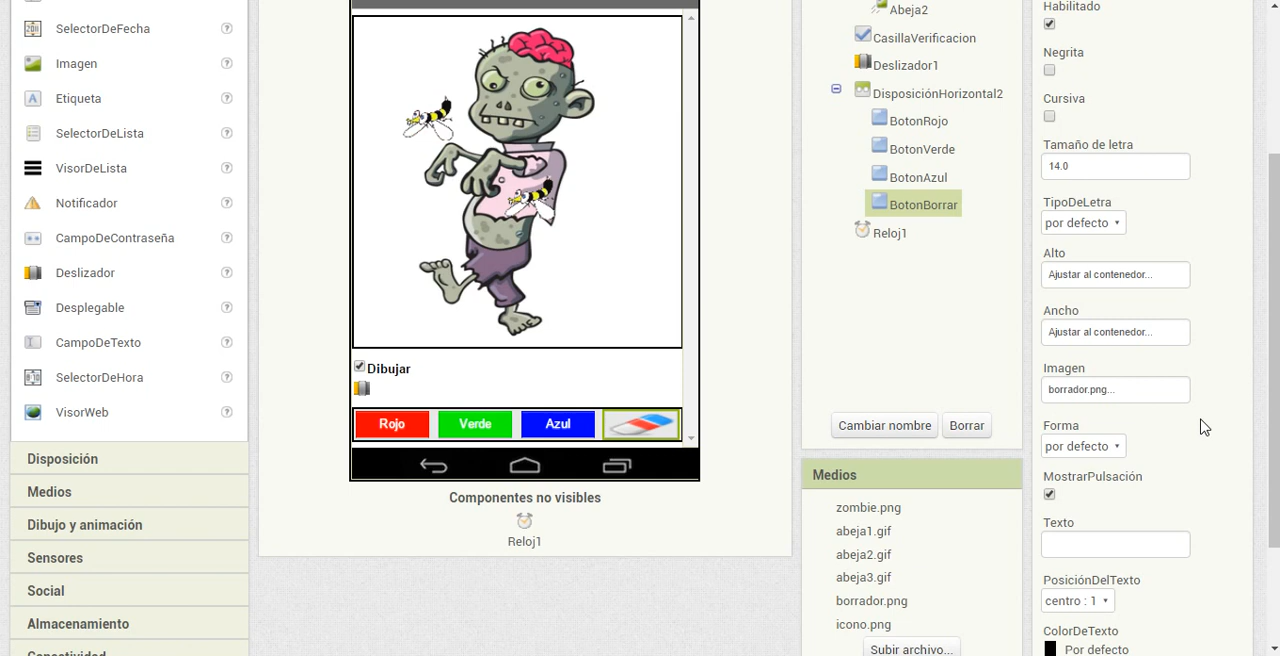 SelectorDeFecha
Imagen
Etiqueta
SelectorDeLista
VisorDeLista
Notificador
CampoDeContraseña
Deslizador
Desplegable
CampoDeTexto
SelectorDeHora
VisorWeb
Disposición
Medios
Dibujo y animación
Sensores
Social
Almacenamiento
Conectividad
Dibujar
Rojo
Verde
Azul
Componentes no visibles
Reloj1
Abeja2
CasillaVerificacion
Deslizador1
DisposiciónHorizontal2
BotonRojo
BotonVerde
BotonAzul
BotonBorrar
Reloj1
Cambiar nombre
Borrar
Medios
zombie.png
abeja1.gif
abeja2.gif
abeja3.gif
borrador.png
icono.png
Subir archivo...
Habilitado
Negrita
Cursiva
Tamaño de letra
14.0
TipoDeLetra
por defecto
Alto
Ajustar al contenedor...
Ancho
Ajustar al contenedor...
Imagen
borrador.png...
Forma
por defecto
MostrarPulsación
Texto
PosiciónDelTexto
centro : 1
ColorDeTexto
Por defecto